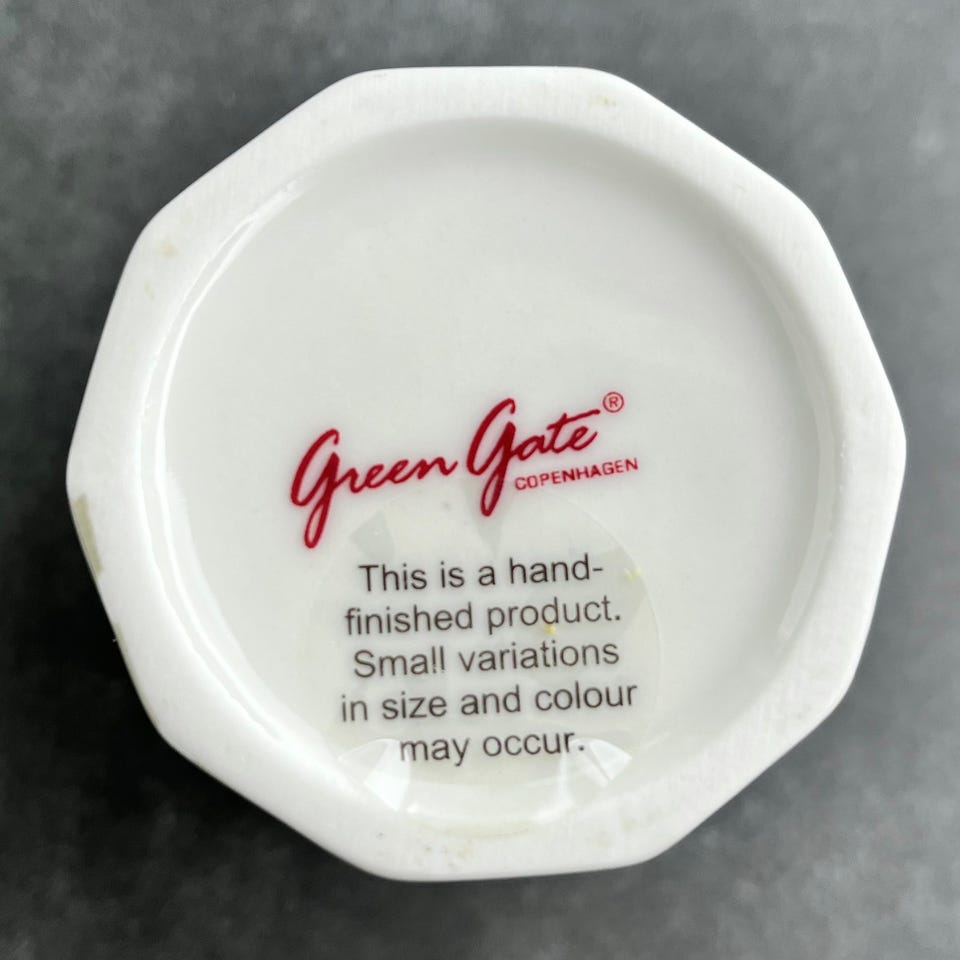 Green Gate®
COPENHAGEN
This is a hand-
finished product.
Small variations
in size and colour
may occur.